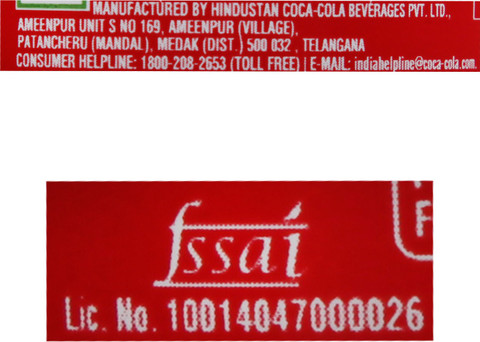 MANUFACTURED BY HINDUSTAN COCA-COLA BEVERAGES PVT. LTD.,
AMEENPUR UNIT S NO 169, AMEENPUR (VILLAGE),
PATANCHERU (MANDAL), MEDAK (DIST.) 500 032 , TELANGANA
CONSUMER HELPLINE: 1800-208-2653 (TOLL FREE) | E-MAIL: indiahelpline@coca-cola.com.
fssai
Lic. No. 10014047000026